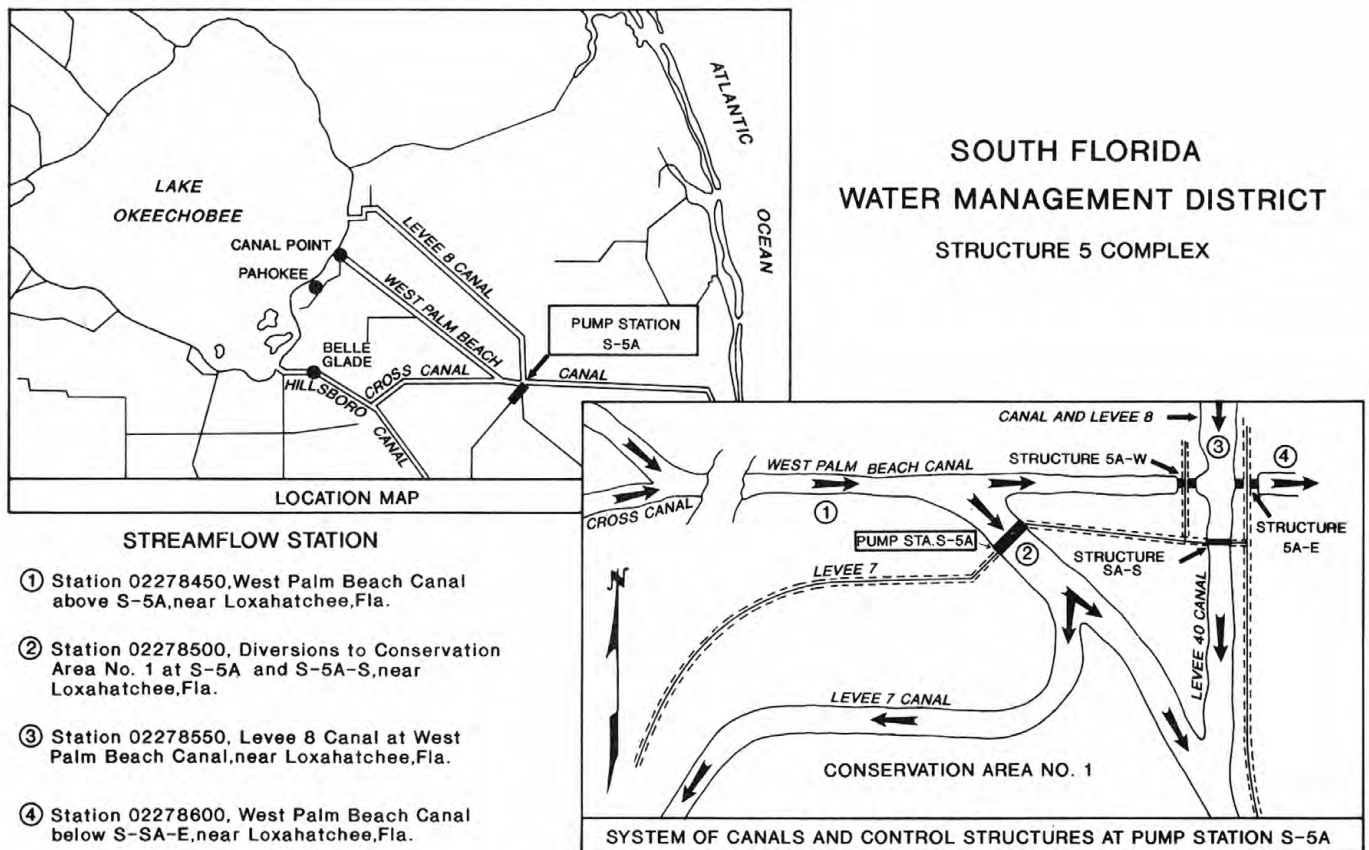 SOUTH FLORIDA
WATER MANAGEMENT DISTRICT
STRUCTURE 5 COMPLEX
ATLANTIC
OCEAN
LAKE
OKEECHOBEE
CANAL POINT
PAHOKEE
LEVEE 8 CANAL
WEST PALM BEACH
PUMP STATION
S-5A
BELLE
GLADE
CROSS CANAL
CANAL
HILLSBORO
CANAL
LOCATION MAP
STREAMFLOW STATION
① Station 02278450,West Palm Beach Canal
above S-5A,near Loxahatchee,Fla.
② Station 02278500, Diversions to Conservation
Area No. 1 at S-5A and S-5A-S,near
Loxahatchee,Fla.
③ Station 02278550, Levee 8 Canal at West
Palm Beach Canal,near Loxahatchee,Fla.
④ Station 02278600, West Palm Beach Canal
below S-SA-E,near Loxahatchee,Fla.
CANAL AND LEVEE 8
③
④
STRUCTURE 5A-W
WEST PALM BEACH CANAL
CROSS CANAL
①
STRUCTURE
5A-E
PUMP STA.S-5A
②
STRUCTURE
SA-S
LEVEE 7
N
LEVEE 40 CANAL
LEVEE 7 CANAL
CONSERVATION AREA NO. 1
SYSTEM OF CANALS AND CONTROL STRUCTURES AT PUMP STATION S-5A